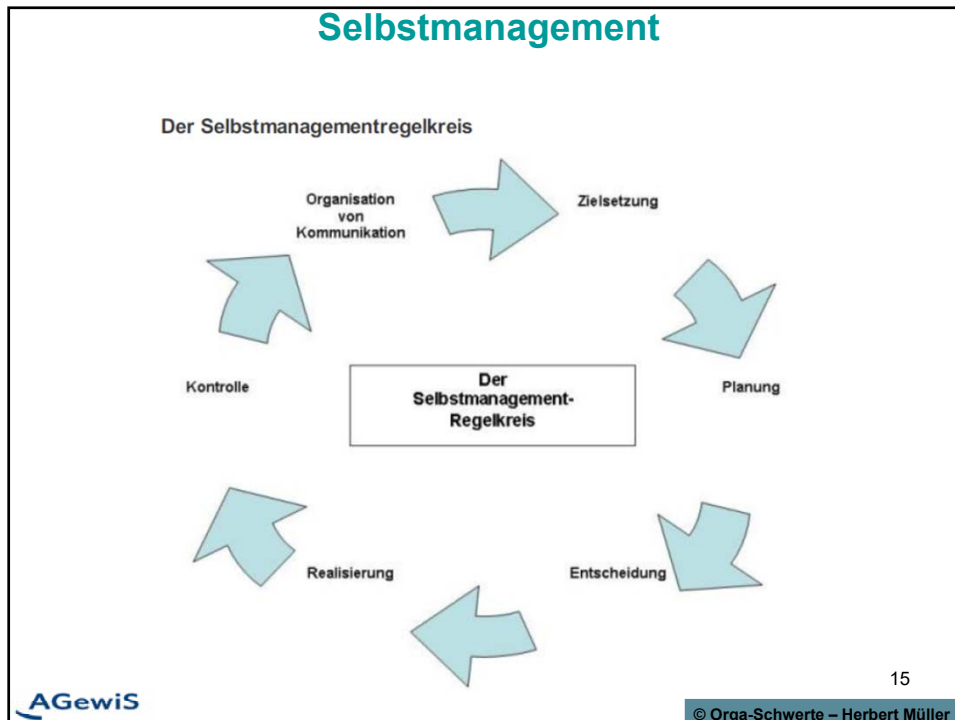 Selbstmanagement
Der Selbstmanagementregelkreis
Organisation
von
Kommunikation
Zielsetzung
Kontrolle
Der
Selbstmanagement-
Regelkreis
Planung
Realisierung
Entscheidung
15
AGewiS
© Orga-Schwerte – Herbert Müller